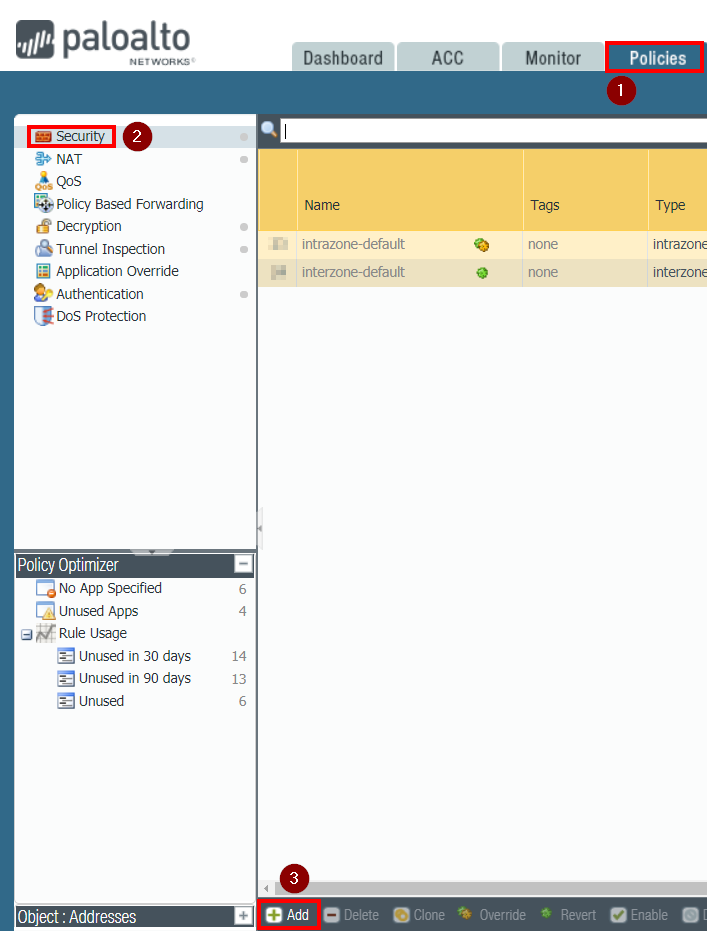 paloalto
NETWORKS®
Dashboard ACC Monitor Policies
1
Security 2
NAT
QoS
Policy Based Forwarding
Decryption
Tunnel Inspection
Application Override
Authentication
DoS Protection
Name Tags Type
intrazone-default none intrazone
interzone-default none interzone
Policy Optimizer
No App Specified 6
Unused Apps 4
Rule Usage
Unused in 30 days 14
Unused in 90 days 13
Unused 6
3
Object : Addresses
Add Delete Clone Override Revert Enable D